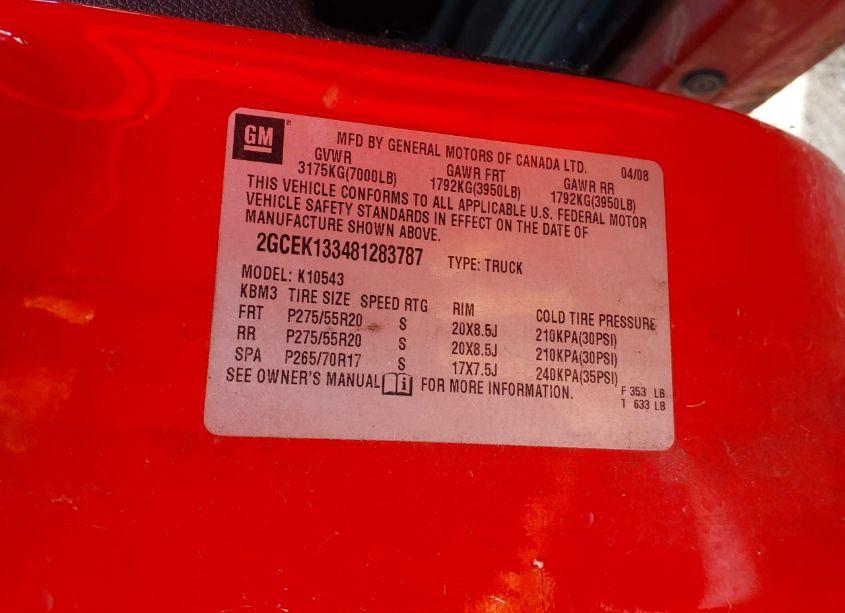 GM
MFD BY GENERAL MOTORS OF CANADA LTD. 04/08
GVWR GAWR FRT GAWR RR
3175KG(7000LB) 1792KG(3950LB) 1792KG(3950LB)
THIS VEHICLE CONFORMS TO ALL APPLICABLE U.S. FEDERAL MOTOR
VEHICLE SAFETY STANDARDS IN EFFECT ON THE DATE OF
MANUFACTURE SHOWN ABOVE.
2GCEK133481283787 TYPE: TRUCK
MODEL: K10543
KBM3 TIRE SIZE SPEED RTG RIM COLD TIRE PRESSURE
FRT P275/55R20 S 20X8.5J 210KPA(30PSI)
RR P275/55R20 S 20X8.5J 210KPA(30PSI)
SPA P265/70R17 S 17X7.5J 240KPA(35PSI)
SEE OWNER'S MANUAL FOR MORE INFORMATION.
F 353 LB
T 633 LB